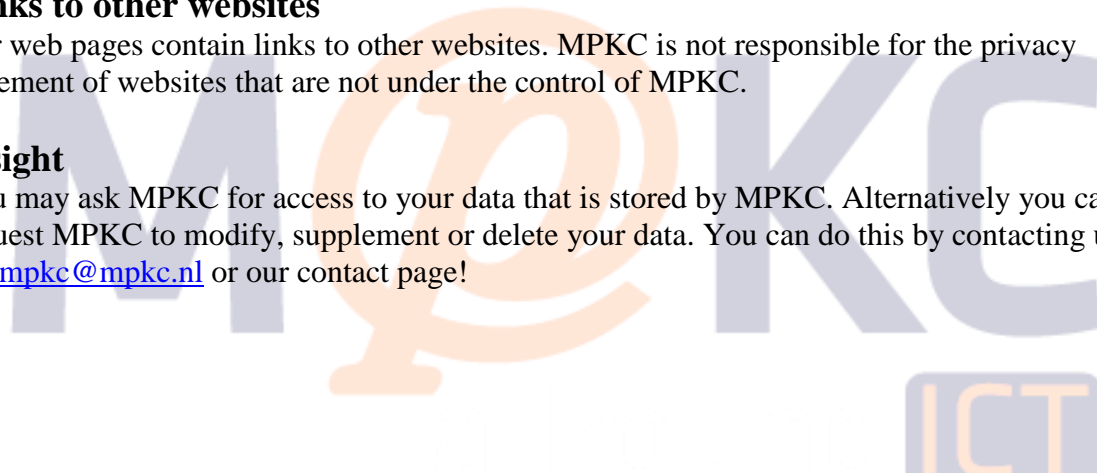 nks to other websites
r web pages contain links to other websites. MPKC is not responsible for the privacy
ement of websites that are not under the control of MPKC.
sight
u may ask MPKC for access to your data that is stored by MPKC. Alternatively you ca
uest MPKC to modify, supplement or delete your data. You can do this by contacting u
mpkc@mpkc.nl or our contact page!
M@KC
ICT